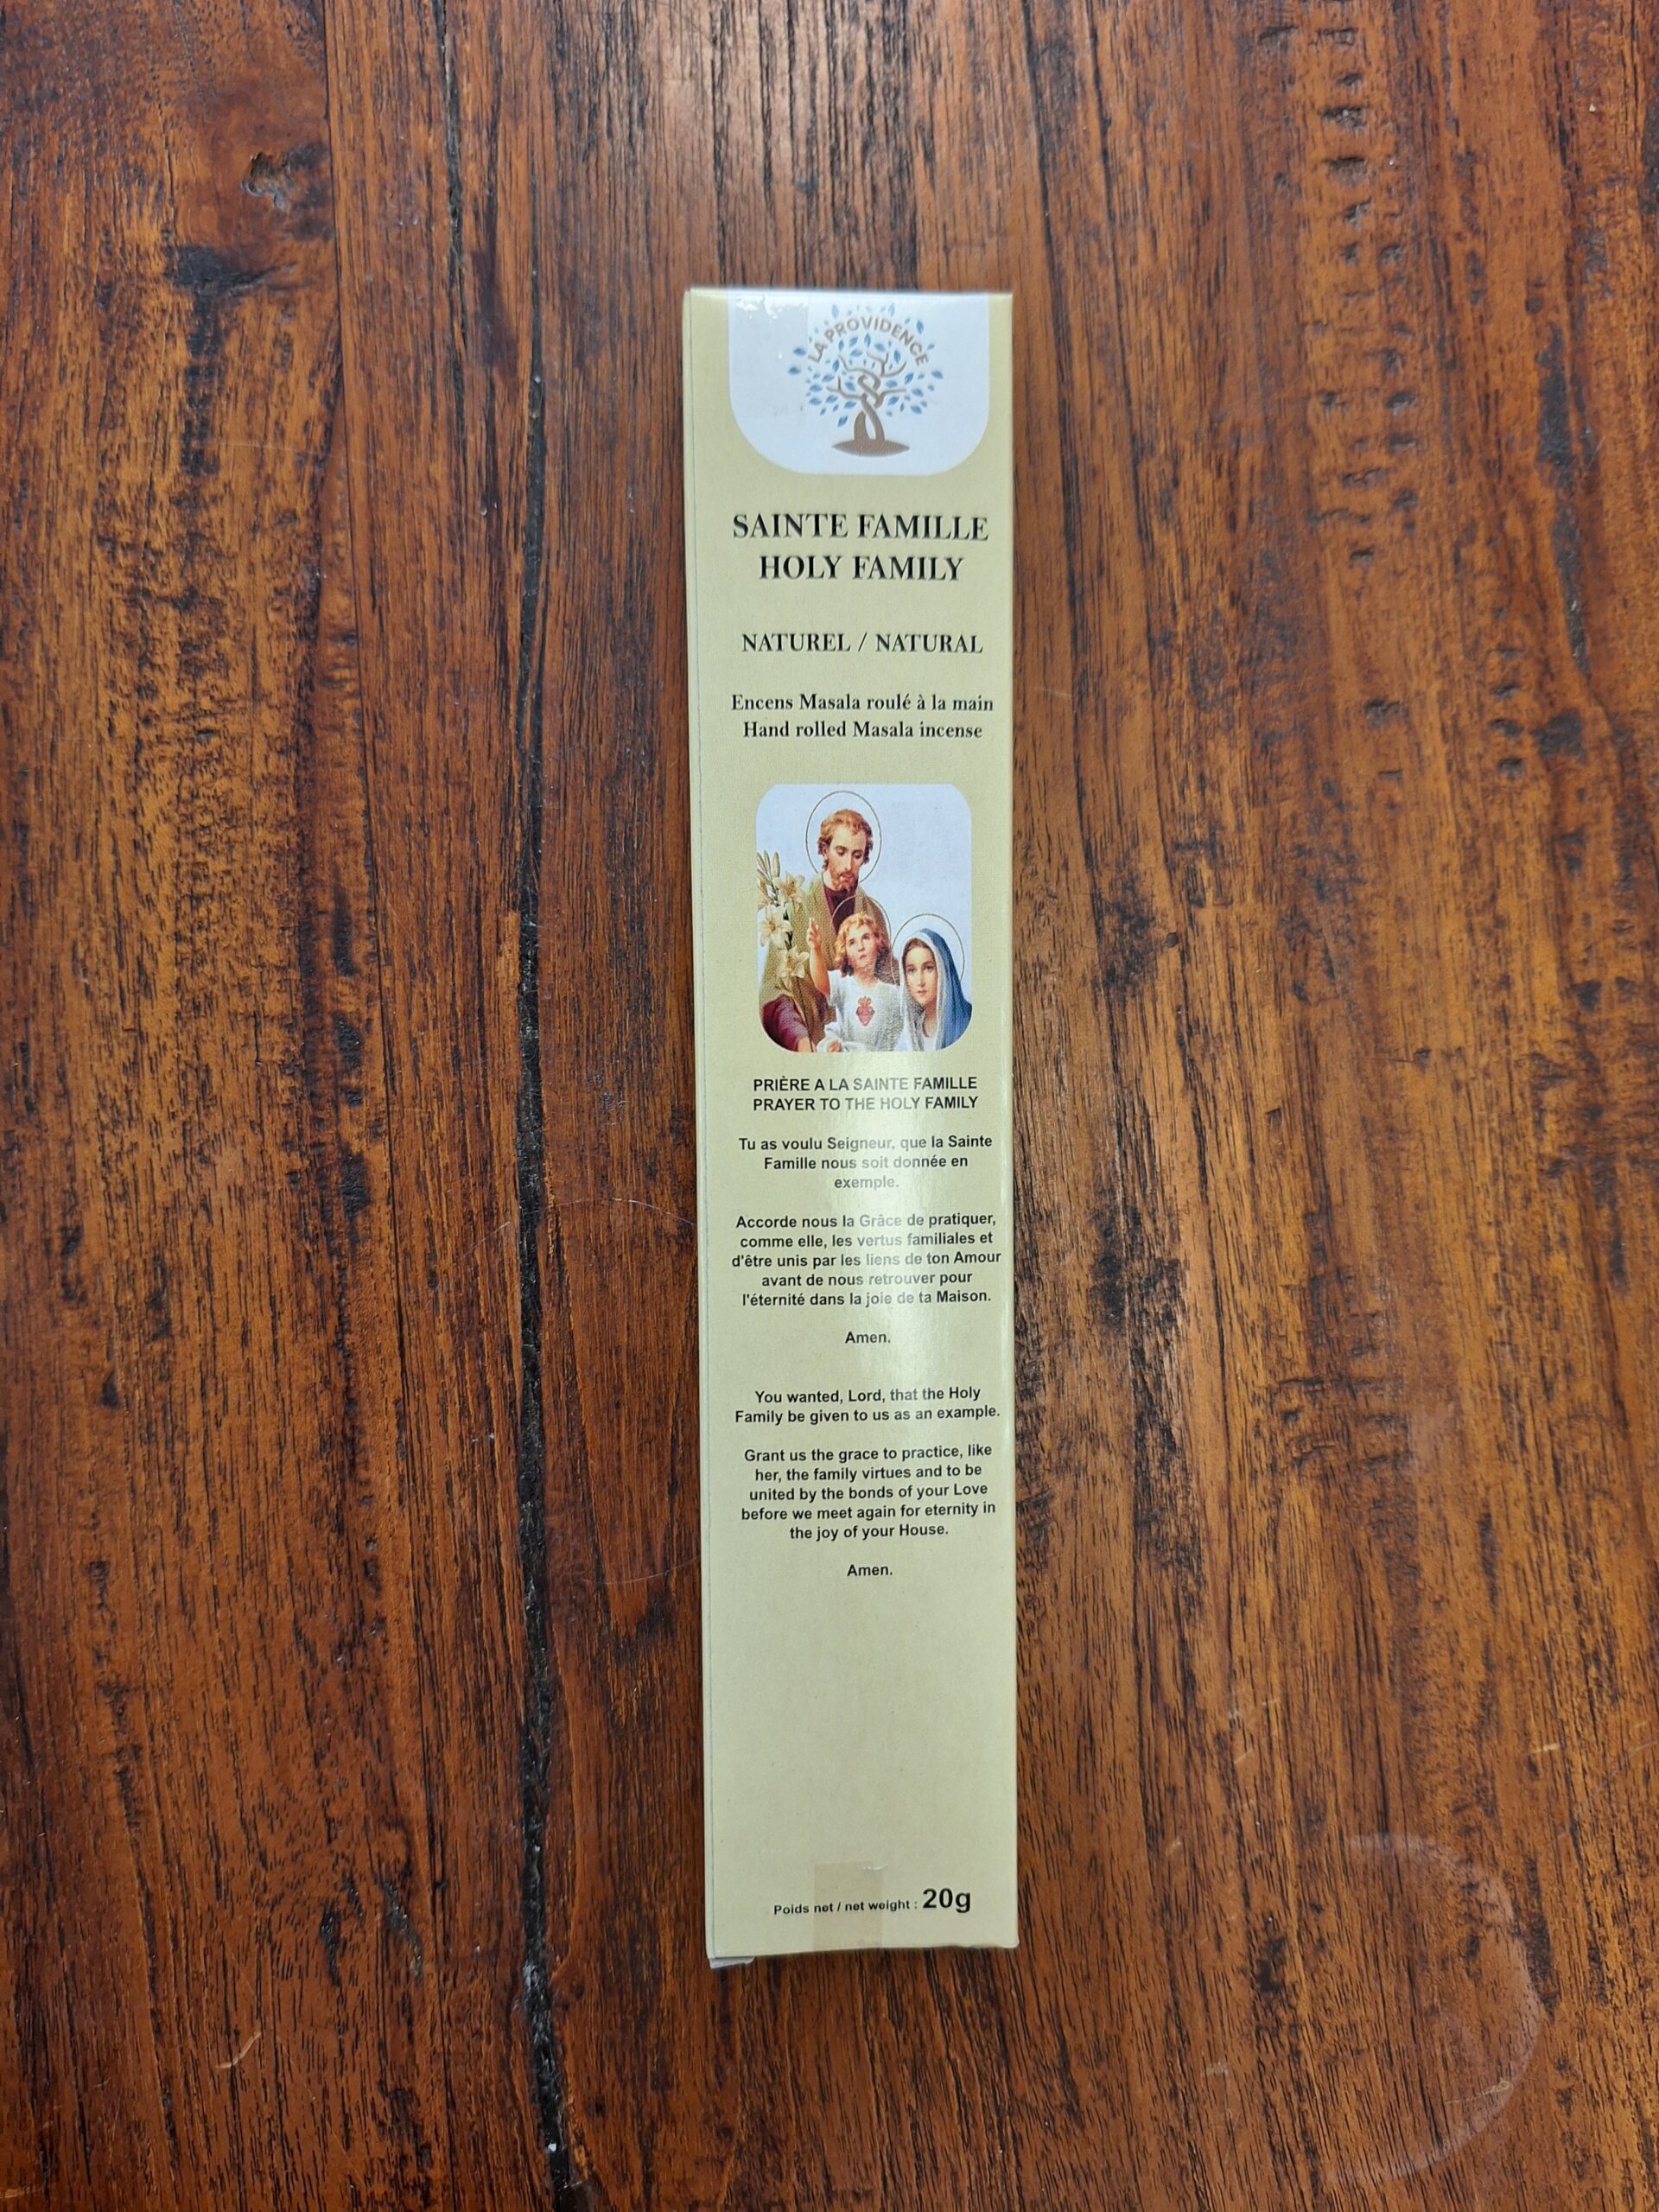 LA PROVIDENCE
SAINTE FAMILLE
HOLY FAMILY
NATUREL / NATURAL
Encens Masala roulé à la main
Hand rolled Masala incense
PRIÈRE A LA SAINTE FAMILLE
PRAYER TO THE HOLY FAMILY
Tu as voulu Seigneur, que la Sainte
Famille nous soit donnée en
exemple.
Accorde nous la Grâce de pratiquer,
comme elle, les vertus familiales et
d'être unis par les liens de ton Amour
avant de nous retrouver pour
l'éternité dans la joie de ta Maison.
Amen.
You wanted, Lord, that the Holy
Family be given to us as an example.
Grant us the grace to practice, like
her, the family virtues and to be
united by the bonds of your Love
before we meet again for eternity in
the joy of your House.
Amen.
Poids net / net weight : 20g